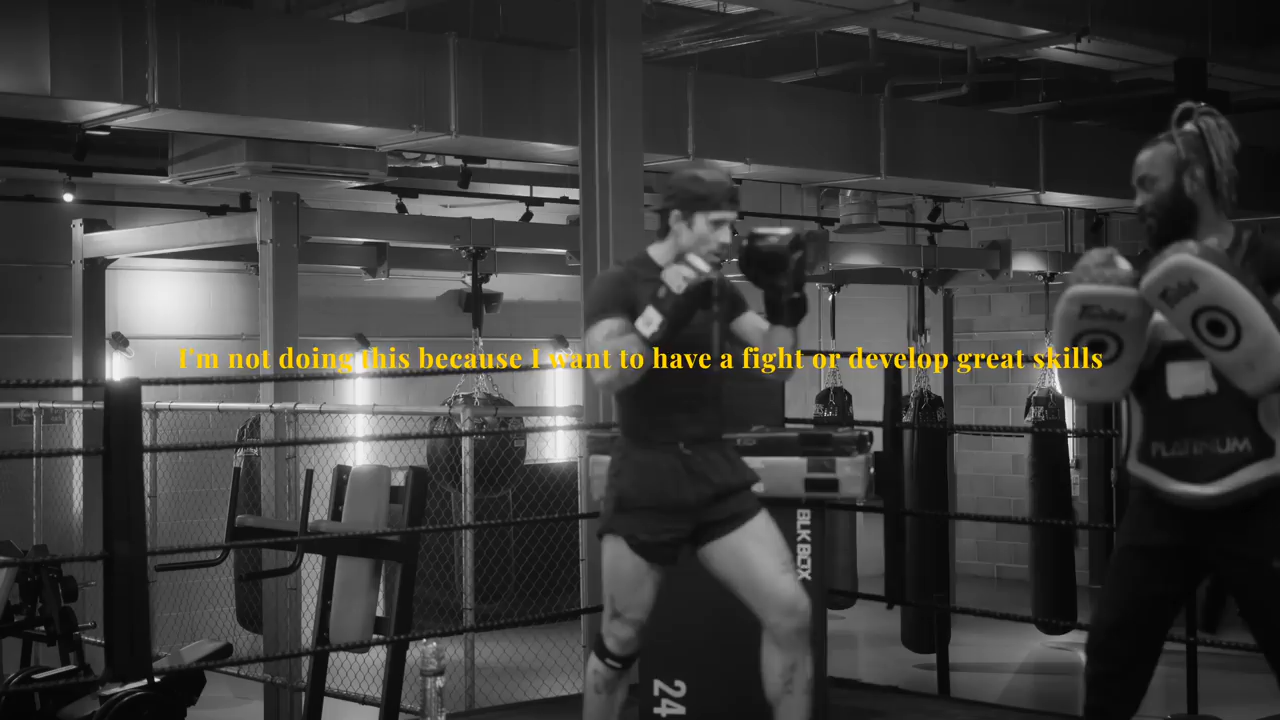 I'm not doing this because I want to have a fight or develop great skills
PLATINUM
BLK BOX
24